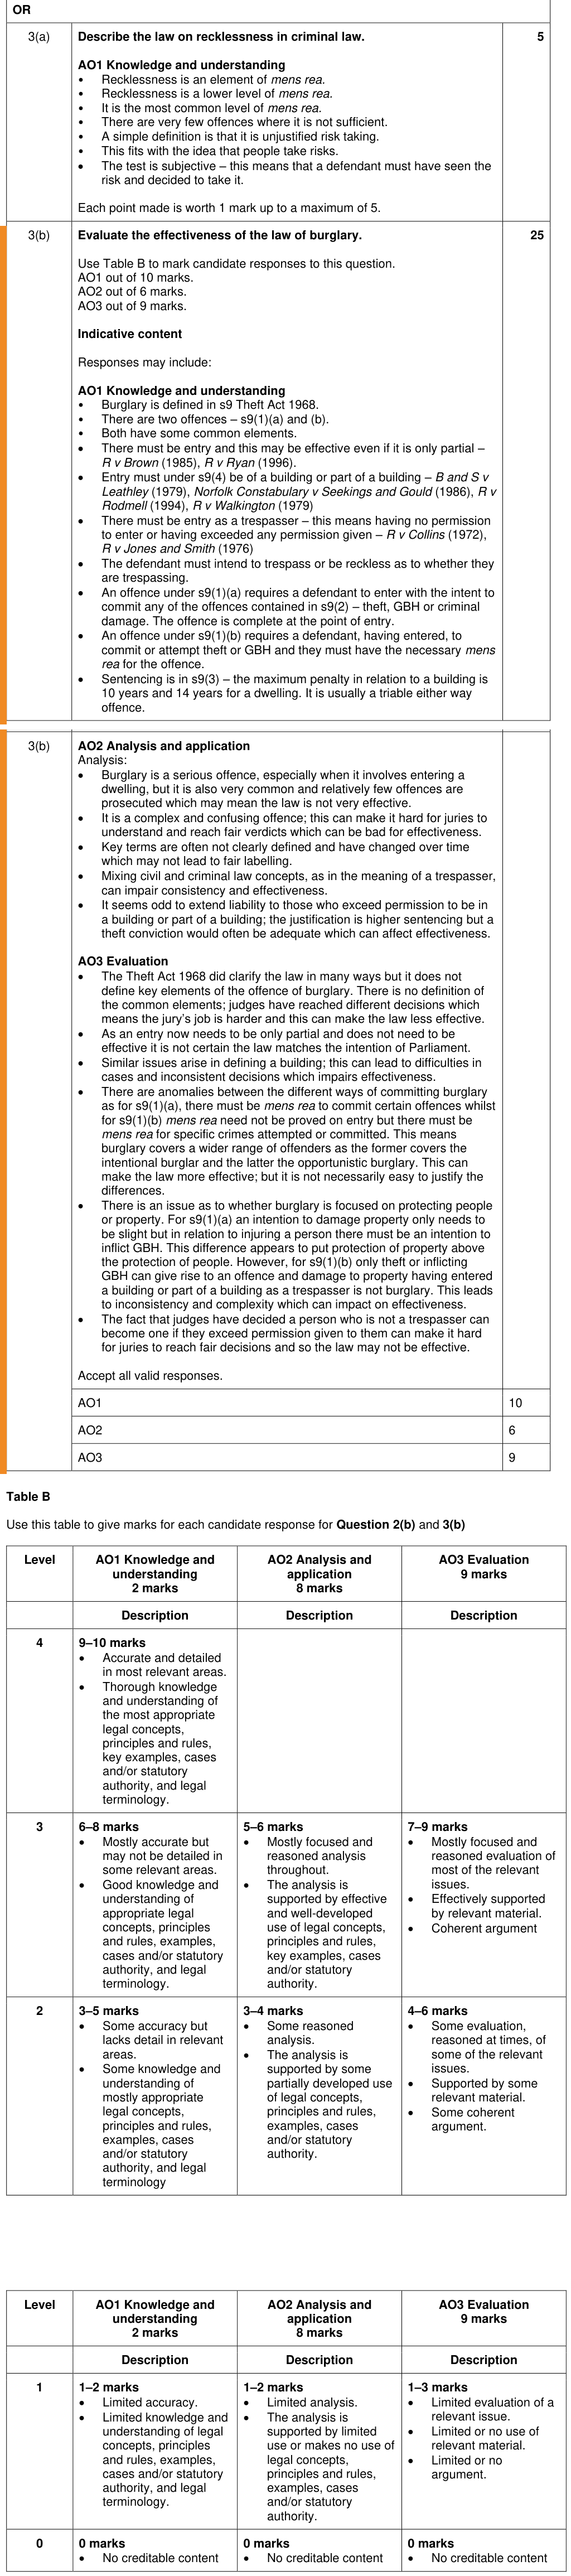 OR
3(a)
Describe the law on recklessness in criminal law.
5
AO1 Knowledge and understanding
• Recklessness is an element of mens rea.
• Recklessness is a lower level of mens rea.
• It is the most common level of mens rea.
• There are very few offences where it is not sufficient.
• A simple definition is that it is unjustified risk taking.
• This fits with the idea that people take risks.
• The test is subjective – this means that a defendant must have seen the
risk and decided to take it.
Each point made is worth 1 mark up to a maximum of 5.
3(b)
Evaluate the effectiveness of the law of burglary.
25
Use Table B to mark candidate responses to this question.
AO1 out of 10 marks.
AO2 out of 6 marks.
AO3 out of 9 marks.
Indicative content
Responses may include:
AO1 Knowledge and understanding
• Burglary is defined in s9 Theft Act 1968.
• There are two offences – s9(1)(a) and (b).
• Both have some common elements.
• There must be entry and this may be effective even if it is only partial –
R v Brown (1985), R v Ryan (1996).
• Entry must under s9(4) be of a building or part of a building – B and S v
Leathley (1979), Norfolk Constabulary v Seekings and Gould (1986), R v
Rodmell (1994), R v Walkington (1979)
• There must be entry as a trespasser – this means having no permission
to enter or having exceeded any permission given – R v Collins (1972),
R v Jones and Smith (1976)
• The defendant must intend to trespass or be reckless as to whether they
are trespassing.
• An offence under s9(1)(a) requires a defendant to enter with the intent to
commit any of the offences contained in s9(2) – theft, GBH or criminal
damage. The offence is complete at the point of entry.
• An offence under s9(1)(b) requires a defendant, having entered, to
commit or attempt theft or GBH and they must have the necessary mens
rea for the offence.
• Sentencing is in s9(3) – the maximum penalty in relation to a building is
10 years and 14 years for a dwelling. It is usually a triable either way
offence.
3(b)
AO2 Analysis and application
Analysis:
• Burglary is a serious offence, especially when it involves entering a
dwelling, but it is also very common and relatively few offences are
prosecuted which may mean the law is not very effective.
• It is a complex and confusing offence; this can make it hard for juries to
understand and reach fair verdicts which can be bad for effectiveness.
• Key terms are often not clearly defined and have changed over time
which may not lead to fair labelling.
• Mixing civil and criminal law concepts, as in the meaning of a trespasser,
can impair consistency and effectiveness.
• It seems odd to extend liability to those who exceed permission to be in
a building or part of a building; the justification is higher sentencing but a
theft conviction would often be adequate which can affect effectiveness.
AO3 Evaluation
• The Theft Act 1968 did clarify the law in many ways but it does not
define key elements of the offence of burglary. There is no definition of
the common elements; judges have reached different decisions which
means the jury's job is harder and this can make the law less effective.
• As an entry now needs to be only partial and does not need to be
effective it is not certain the law matches the intention of Parliament.
• Similar issues arise in defining a building; this can lead to difficulties in
cases and inconsistent decisions which impairs effectiveness.
• There are anomalies between the different ways of committing burglary
as for s9(1)(a), there must be mens rea to commit certain offences whilst
for s9(1)(b) mens rea need not be proved on entry but there must be
mens rea for specific crimes attempted or committed. This means
burglary covers a wider range of offenders as the former covers the
intentional burglar and the latter the opportunistic burglary. This can
make the law more effective; but it is not necessarily easy to justify the
differences.
• There is an issue as to whether burglary is focused on protecting people
or property. For s9(1)(a) an intention to damage property only needs to
be slight but in relation to injuring a person there must be an intention to
inflict GBH. This difference appears to put protection of property above
the protection of people. However, for s9(1)(b) only theft or inflicting
GBH can give rise to an offence and damage to property having entered
a building or part of a building as a trespasser is not burglary. This leads
to inconsistency and complexity which can impact on effectiveness.
• The fact that judges have decided a person who is not a trespasser can
become one if they exceed permission given to them can make it hard
for juries to reach fair decisions and so the law may not be effective.
Accept all valid responses.
AO1
10
AO2
6
AO3
9
Table B
Use this table to give marks for each candidate response for Question 2(b) and 3(b)
Level
AO1 Knowledge and
understanding
2 marks
AO2 Analysis and
application
8 marks
AO3 Evaluation
9 marks
Description
Description
Description
4
9–10 marks
• Accurate and detailed
in most relevant areas.
• Thorough knowledge
and understanding of
the most appropriate
legal concepts,
principles and rules,
key examples, cases
and/or statutory
authority, and legal
terminology.
3
6–8 marks
• Mostly accurate but
may not be detailed in
some relevant areas.
• Good knowledge and
understanding of
appropriate legal
concepts, principles
and rules, examples,
cases and/or statutory
authority, and legal
terminology.
5–6 marks
• Mostly focused and
reasoned analysis
throughout.
• The analysis is
supported by effective
and well-developed
use of legal concepts,
principles and rules,
key examples, cases
and/or statutory
authority.
7–9 marks
• Mostly focused and
reasoned evaluation of
most of the relevant
issues.
• Effectively supported
by relevant material.
• Coherent argument
2
3–5 marks
• Some accuracy but
lacks detail in relevant
areas.
• Some knowledge and
understanding of
mostly appropriate
legal concepts,
principles and rules,
examples, cases
and/or statutory
authority, and legal
terminology
3–4 marks
• Some reasoned
analysis.
• The analysis is
supported by some
partially developed use
of legal concepts,
principles and rules,
examples, cases
and/or statutory
authority.
4–6 marks
• Some evaluation,
reasoned at times, of
some of the relevant
issues.
• Supported by some
relevant material.
• Some coherent
argument.
Level
AO1 Knowledge and
understanding
2 marks
AO2 Analysis and
application
8 marks
AO3 Evaluation
9 marks
Description
Description
Description
1
1–2 marks
• Limited accuracy.
• Limited knowledge and
understanding of legal
concepts, principles
and rules, examples,
cases and/or statutory
authority, and legal
terminology.
1–2 marks
• Limited analysis.
• The analysis is
supported by limited
use or makes no use of
legal concepts,
principles and rules,
examples, cases
and/or statutory
authority.
1–3 marks
• Limited evaluation of a
relevant issue.
• Limited or no use of
relevant material.
• Limited or no
argument.
0
0 marks
• No creditable content
0 marks
• No creditable content
0 marks
• No creditable content